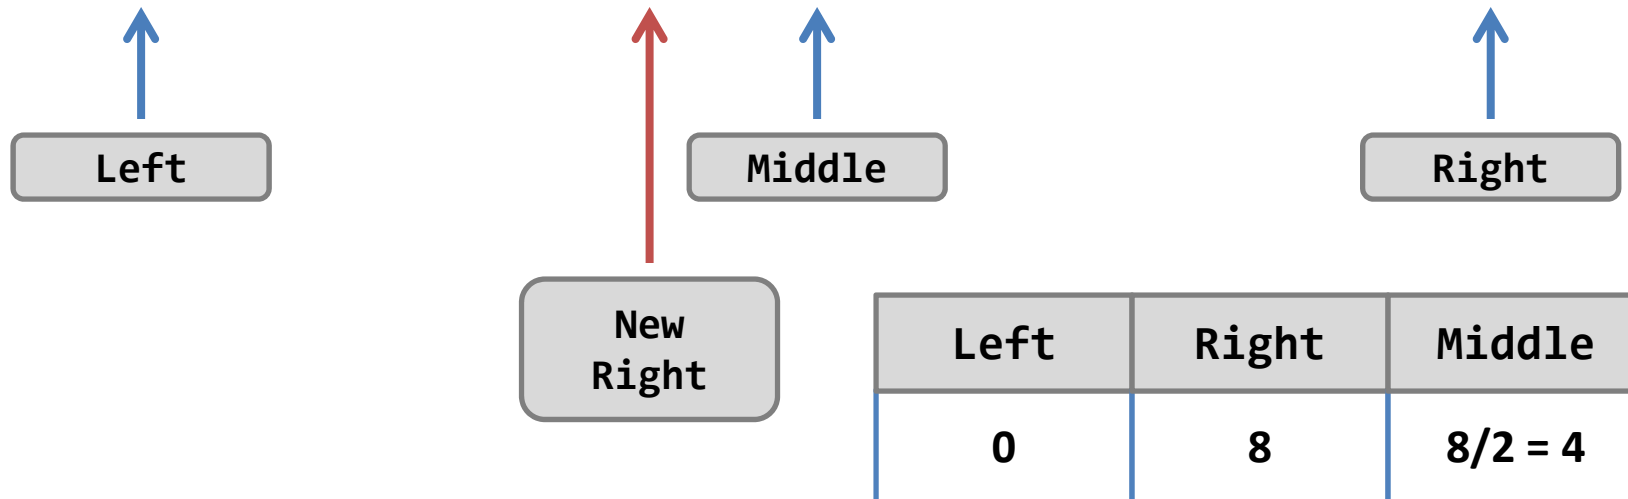 Left
Middle
Right
New
Right
Left Right Middle
0 8 8/2 = 4